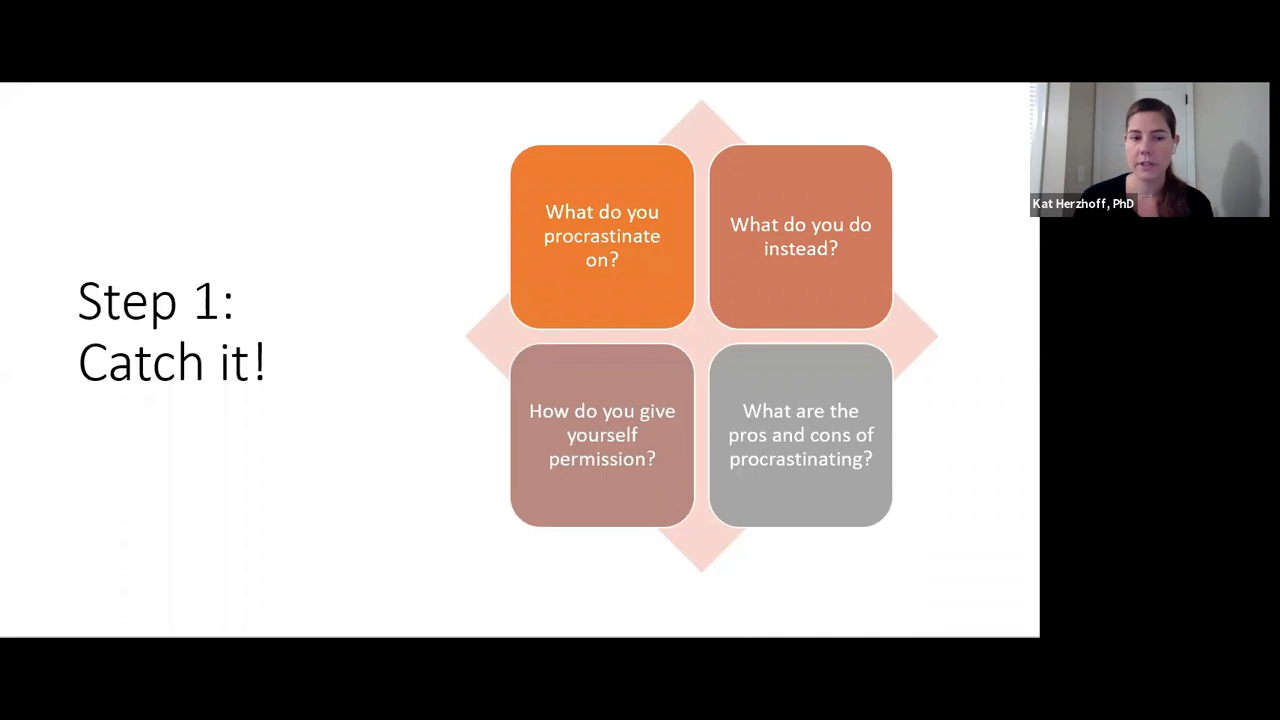 Step 1:
Catch it!
What do you
procrastinate
on?
What do you do
instead?
How do you give
yourself
permission?
What are the
pros and cons of
procrastinating?
Kat Herzhoff, PhD